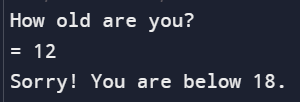 How old are you?
= 12
Sorry! You are below 18.